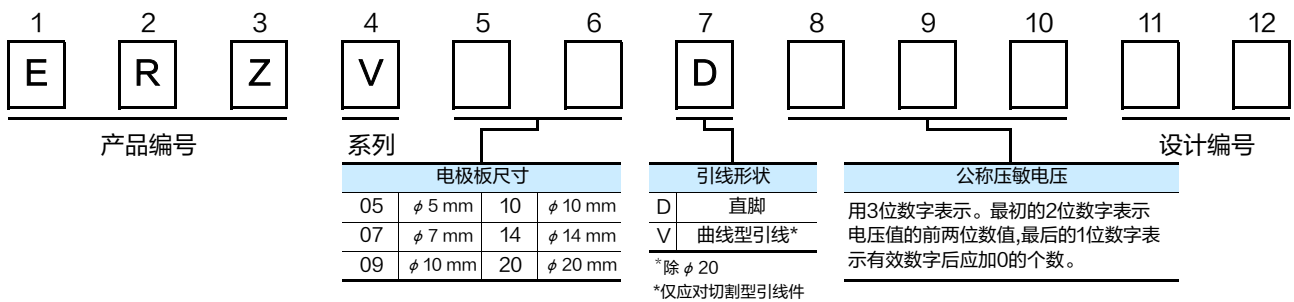 1 2 3 4 5 6 7 8 9 10 11 12
E R Z V D
产品编号 系列 设计编号
电极板尺寸 引线形状 公称压敏电压
05 ϕ 5 mm 10 ϕ 10 mm
07 ϕ 7 mm 14 ϕ 14 mm
09 ϕ 10 mm 20 ϕ 20 mm
D 直脚
V 曲线型引线*
*除 ϕ 20
*仅应对切割型引线件
用3位数字表示。最初的2位数字表示
电压值的前两位数值,最后的1位数字表
示有效数字后应加0的个数。